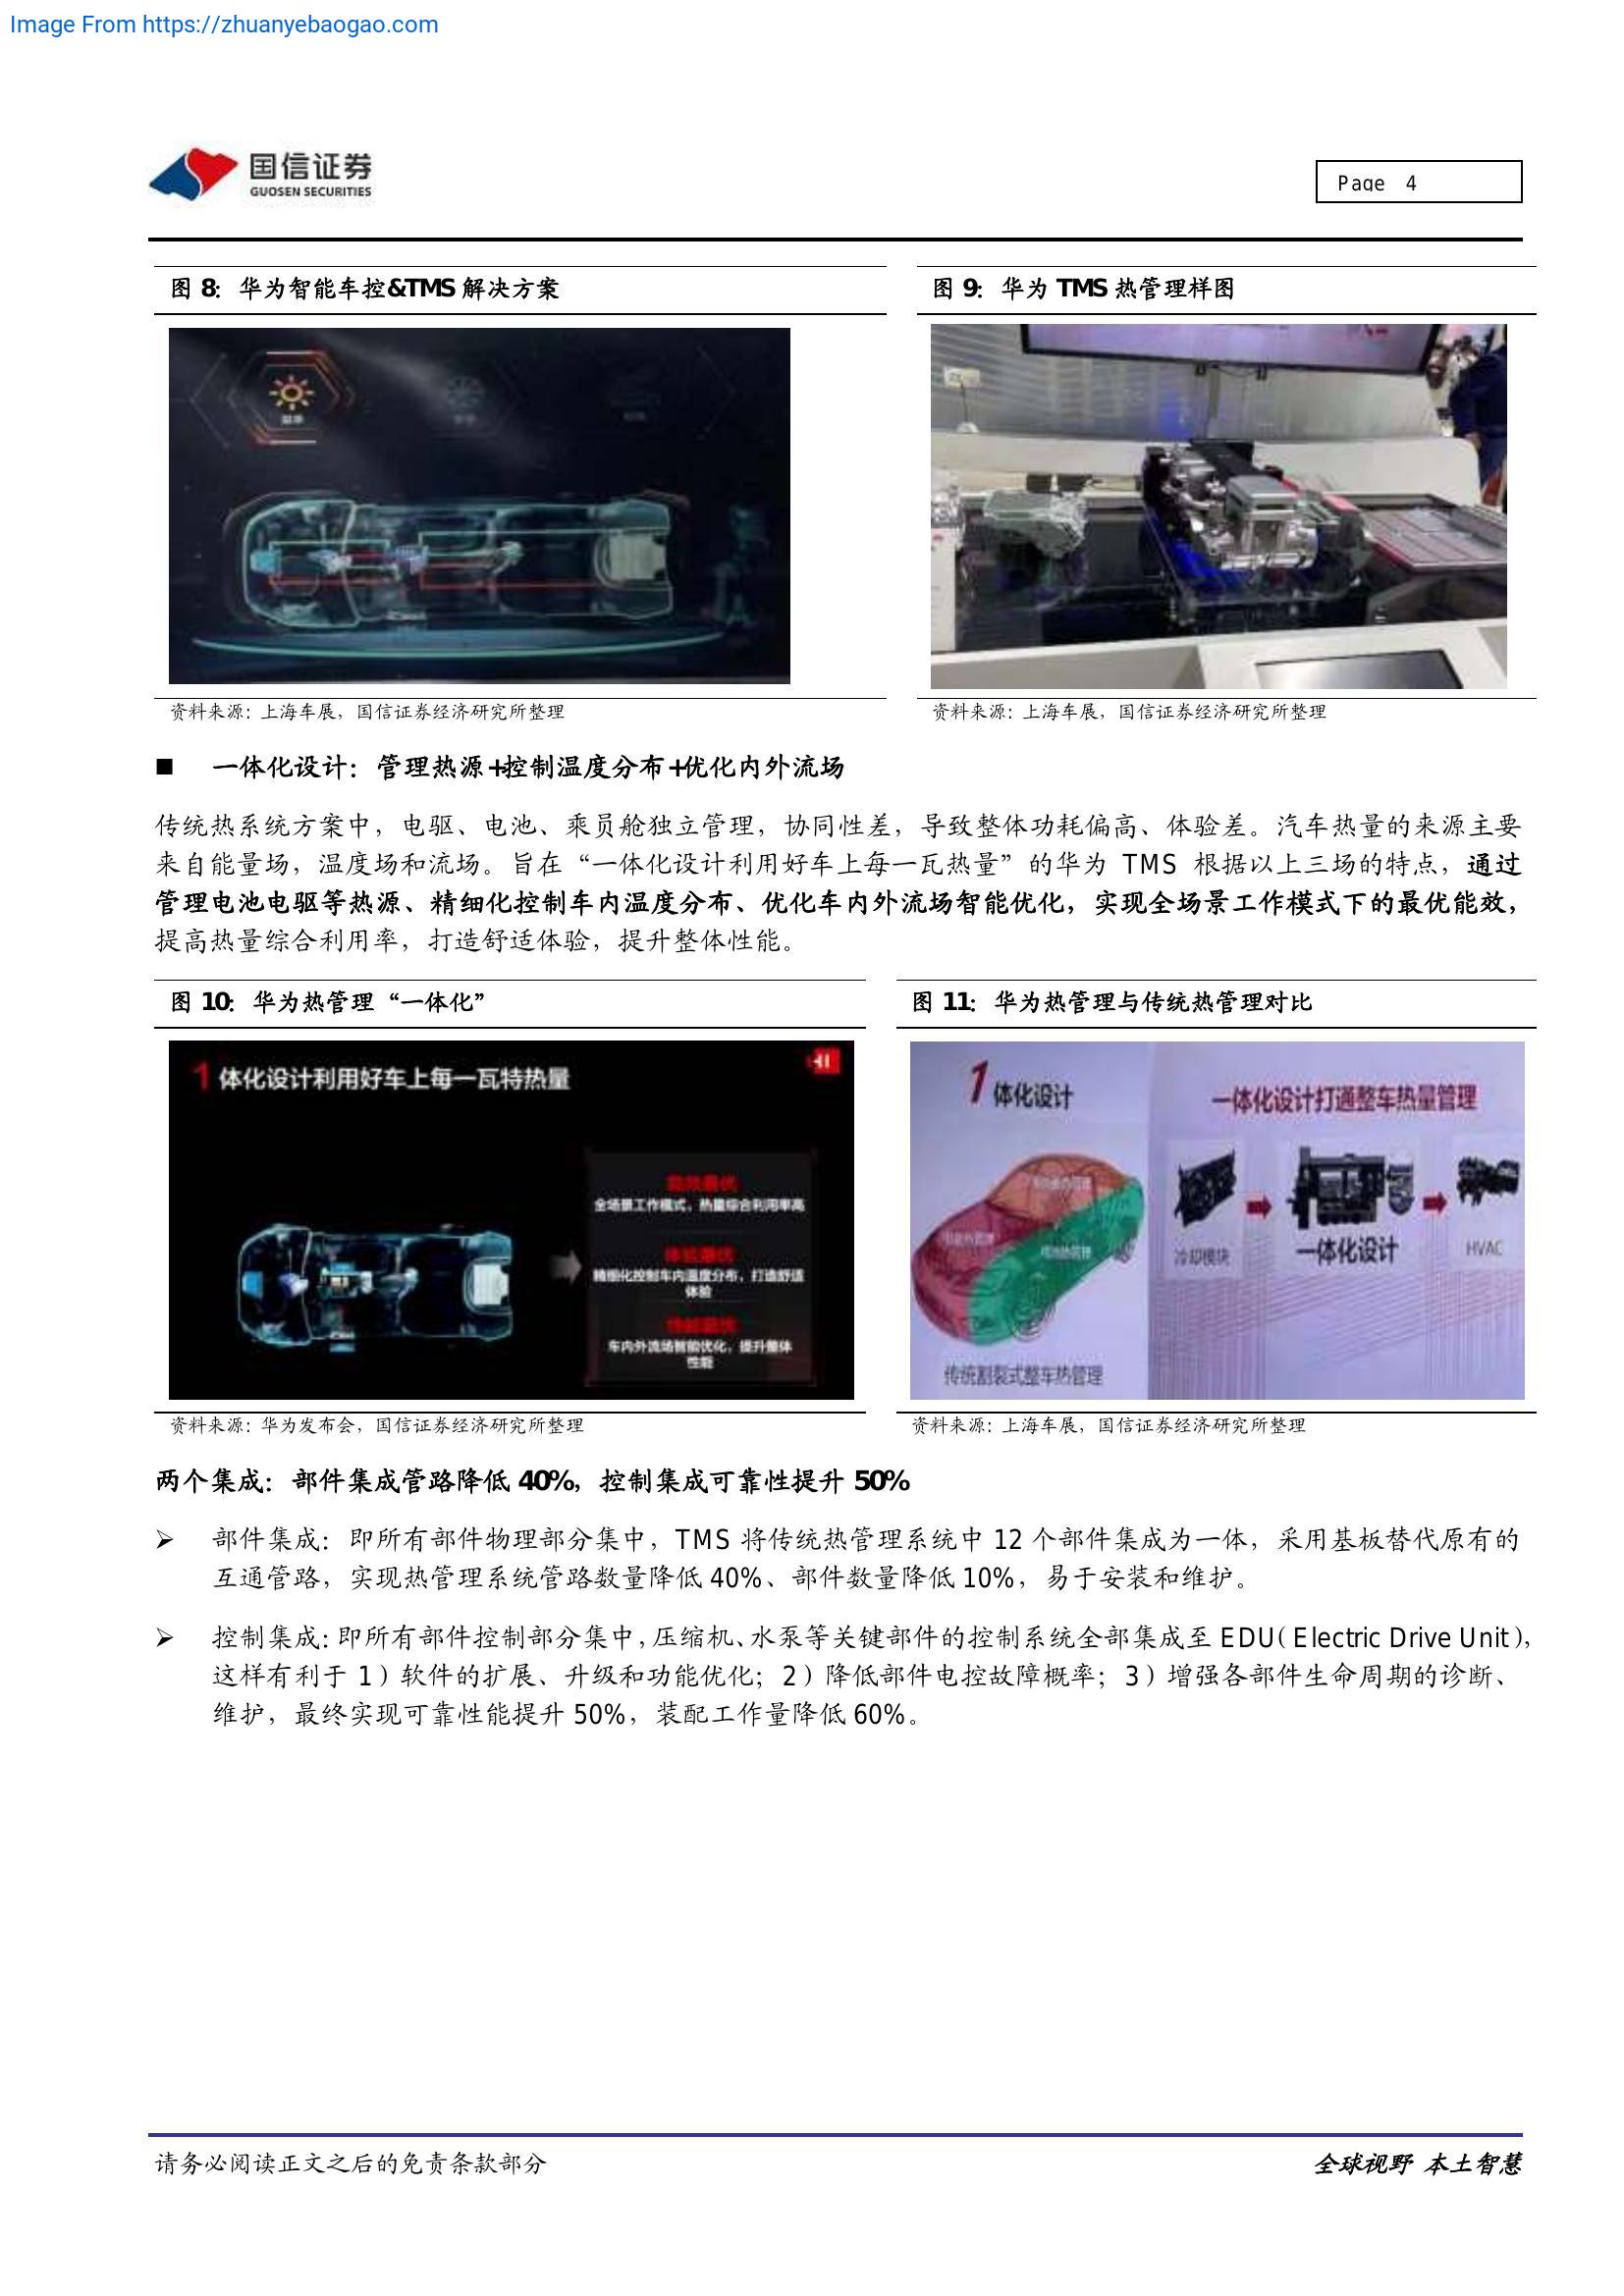 Image From https://zhuanyebaogao.com
国信证券
GUOSEN SECURITIES
Page 4
图 8：华为智能车控&TMS 解决方案
图 9：华为 TMS 热管理样图
资料来源：上海车展，国信证券经济研究所整理
资料来源：上海车展，国信证券经济研究所整理
■ 一体化设计：管理热源+控制温度分布+优化内外流场
传统热系统方案中，电驱、电池、乘员舱独立管理，协同性差，导致整体功耗偏高、体验差。汽车热量的来源主要
来自能量场，温度场和流场。旨在“一体化设计利用好车上每一瓦热量”的华为 TMS 根据以上三场的特点，通过
管理电池电驱等热源、精细化控制车内温度分布、优化车内外流场智能优化，实现全场景工作模式下的最优能效，
提高热量综合利用率，打造舒适体验，提升整体性能。
图 10：华为热管理“一体化”
图 11：华为热管理与传统热管理对比
1 体化设计利用好车上每一瓦特热量
全场景工作模式，热量综合利用率高
体验最优
精细化控制车内温度分布，打造舒适
体验
性能最优
车内外流场智能优化，提升整体
性能
1 体化设计
一体化设计打通整车热量管理
冷却模块
一体化设计
HVAC
传统割裂式整车热管理
资料来源：华为发布会，国信证券经济研究所整理
资料来源：上海车展，国信证券经济研究所整理
两个集成：部件集成管路降低 40%，控制集成可靠性提升 50%
➢ 部件集成：即所有部件物理部分集中，TMS 将传统热管理系统中 12 个部件集成为一体，采用基板替代原有的
互通管路，实现热管理系统管路数量降低 40%、部件数量降低 10%，易于安装和维护。
➢ 控制集成：即所有部件控制部分集中，压缩机、水泵等关键部件的控制系统全部集成至 EDU（Electric Drive Unit），
这样有利于 1）软件的扩展、升级和功能优化；2）降低部件电控故障概率；3）增强各部件生命周期的诊断、
维护，最终实现可靠性能提升 50%，装配工作量降低 60%。
请务必阅读正文之后的免责条款部分
全球视野 本土智慧